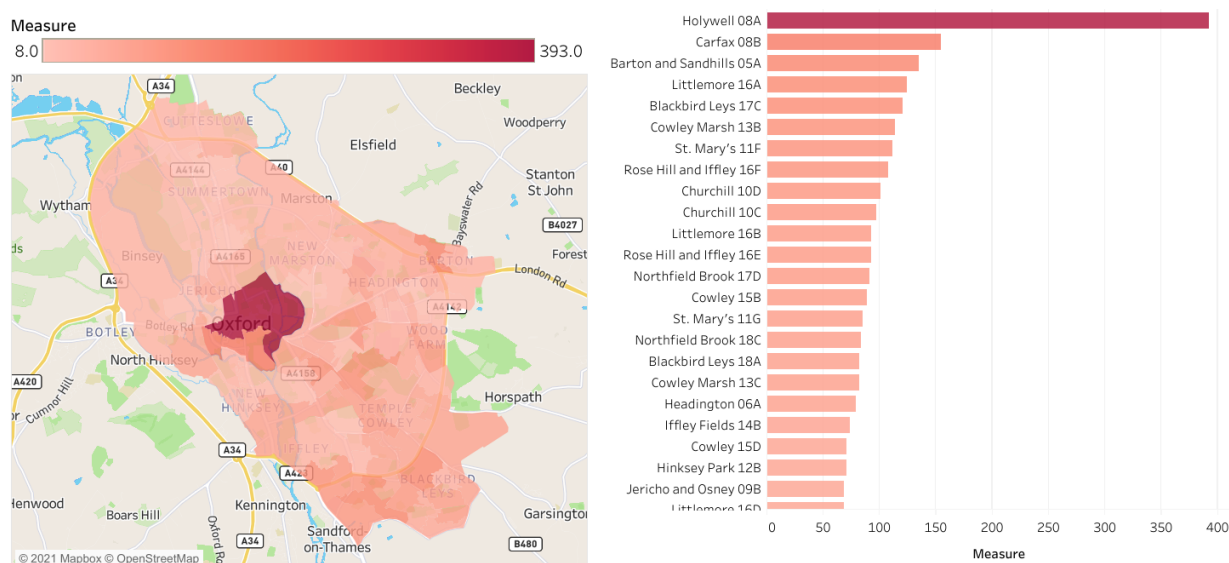 Measure
8.0
393.0
A34
Beckley
GUTTESLOWE
Woodperry
Elsfield
A4144
A40
Stanton
St John
SUMMERTOWN
Marston
Wytham
Bayswater Rd
B4027
ds
NEW
MARSTON
Binsey
A4165
BARTON
Forest
A34
JERICHO
HEADINGTON
London Rd
A4142
BOTLEY
Botley Rd
Oxford
WOOD
FARM
North Hinksey
A4158
A420
Cumnor Hill
NEW
HINKSEY
Horspath
TEMPLE
COWLEY
or
A34
IFFLEY
A423
BLACKBIRD
LEYS
Henwood
Boars Hill
Kennington
Garsington
Sandford-
on-Thames
Oxford Rd
A34
B480
© 2021 Mapbox © OpenStreetMap
Holywell 08A
Carfax 08B
Barton and Sandhills 05A
Littlemore 16A
Blackbird Leys 17C
Cowley Marsh 13B
St. Mary's 11F
Rose Hill and Iffley 16F
Churchill 10D
Churchill 10C
Littlemore 16B
Rose Hill and Iffley 16E
Northfield Brook 17D
Cowley 15B
St. Mary's 11G
Northfield Brook 18C
Blackbird Leys 18A
Cowley Marsh 13C
Headington 06A
Iffley Fields 14B
Cowley 15D
Hinksey Park 12B
Jericho and Osney 09B
Littlemore 16D
0 50 100 150 200 250 300 350 400
Measure